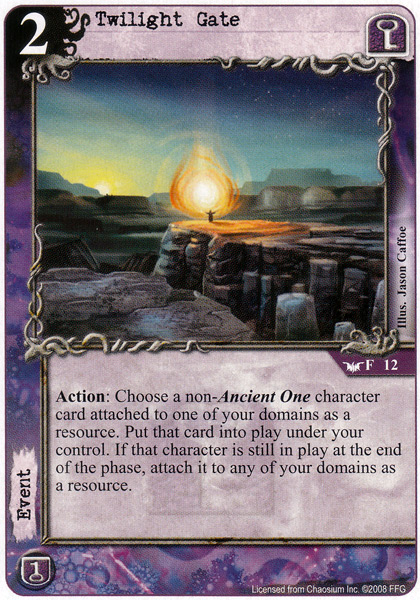 2
Twilight Gate
Illus. Jason Caffoe
F 12
Action: Choose a non-Ancient One character
card attached to one of your domains as a
resource. Put that card into play under your
control. If that character is still in play at the end
of the phase, attach it to any of your domains as
a resource.
Event
1
Licensed from Chaosium Inc. ©2008 FFG